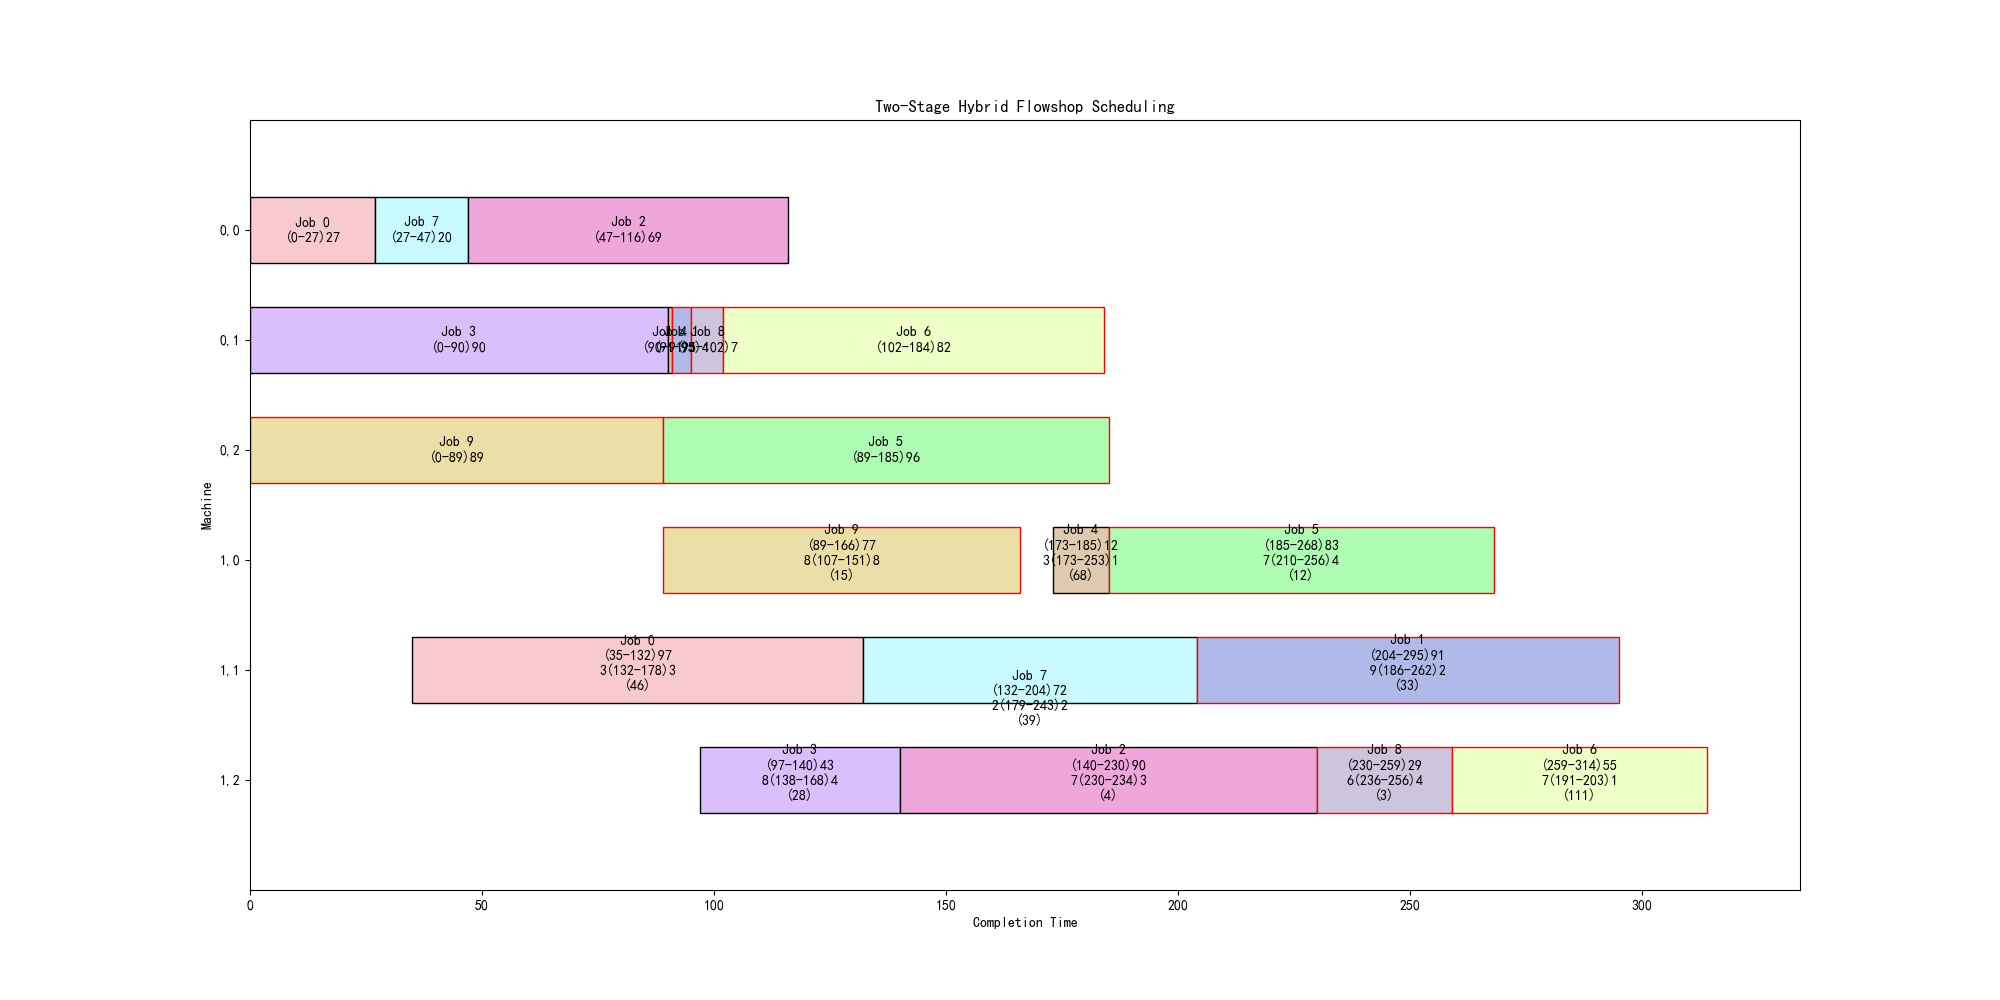 Two-Stage Hybrid Flowshop Scheduling
0,0
Job 0
(0-27)27
Job 7
(27-47)20
Job 2
(47-116)69
0,1
Job 3
(0-90)90
Job 8
Job 6
(102-184)82
0,2
Job 9
(0-89)89
Job 5
(89-185)96
1,0
Job 9
(89-166)77
8(107-151)8
(15)
Job 4
(173-185)12
3(173-253)1
(68)
Job 5
(185-268)83
7(210-256)4
(12)
1,1
Job 0
(35-132)97
3(132-178)3
(46)
Job 7
(132-204)72
2(179-243)2
(39)
Job 1
(204-295)91
9(186-262)2
(33)
1,2
Job 3
(97-140)43
8(138-168)4
(28)
Job 2
(140-230)90
7(230-234)3
(4)
Job 8
(230-259)29
6(236-256)4
(3)
Job 6
(259-314)55
7(191-203)1
(111)
Machine
0 50 100 150 200 250 300
Completion Time